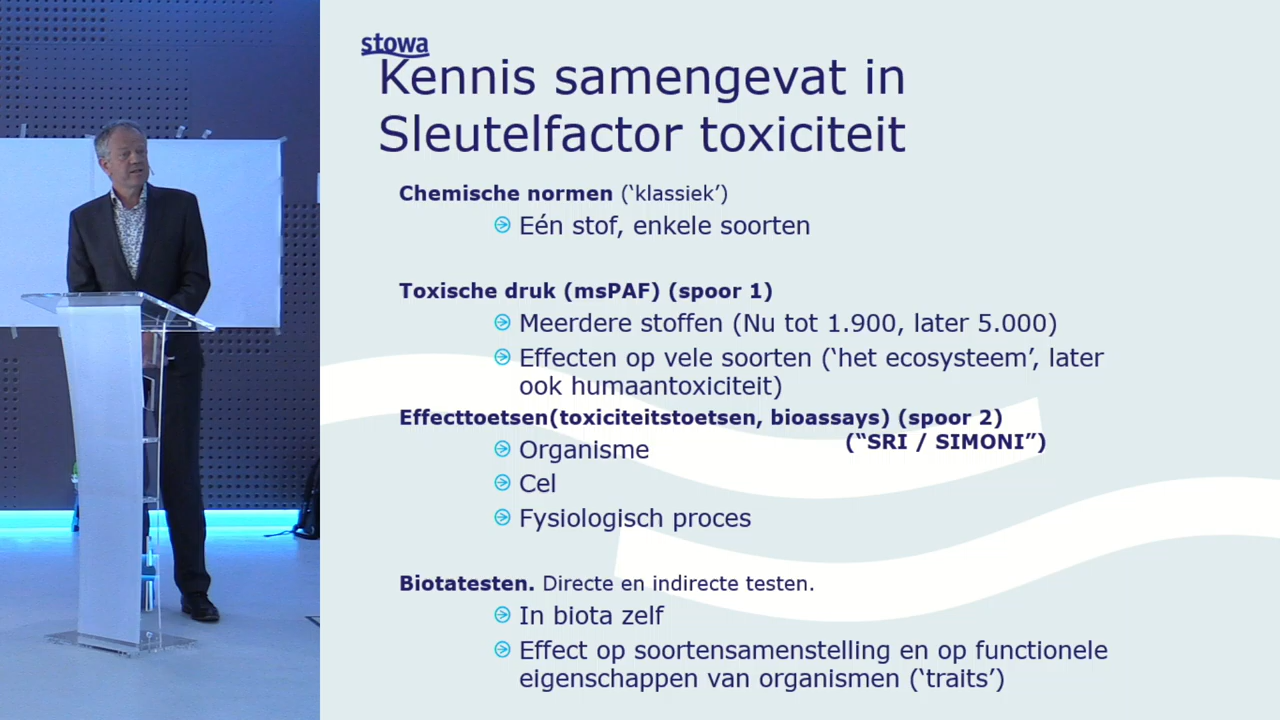 stowa
Kennis samengevat in
Sleutelfactor toxiciteit
Chemische normen (‘klassiek’)
Eén stof, enkele soorten
Toxische druk (msPAF) (spoor 1)
Meerdere stoffen (Nu tot 1.900, later 5.000)
Effecten op vele soorten (‘het ecosysteem’, later
ook humaantoxiciteit)
Effecttoetsen(toxiciteitstoetsen, bioassays) (spoor 2)
(“SRI / SIMONI”)
Organisme
Cel
Fysiologisch proces
Biotatesten. Directe en indirecte testen.
In biota zelf
Effect op soortensamenstelling en op functionele
eigenschappen van organismen (‘traits’)